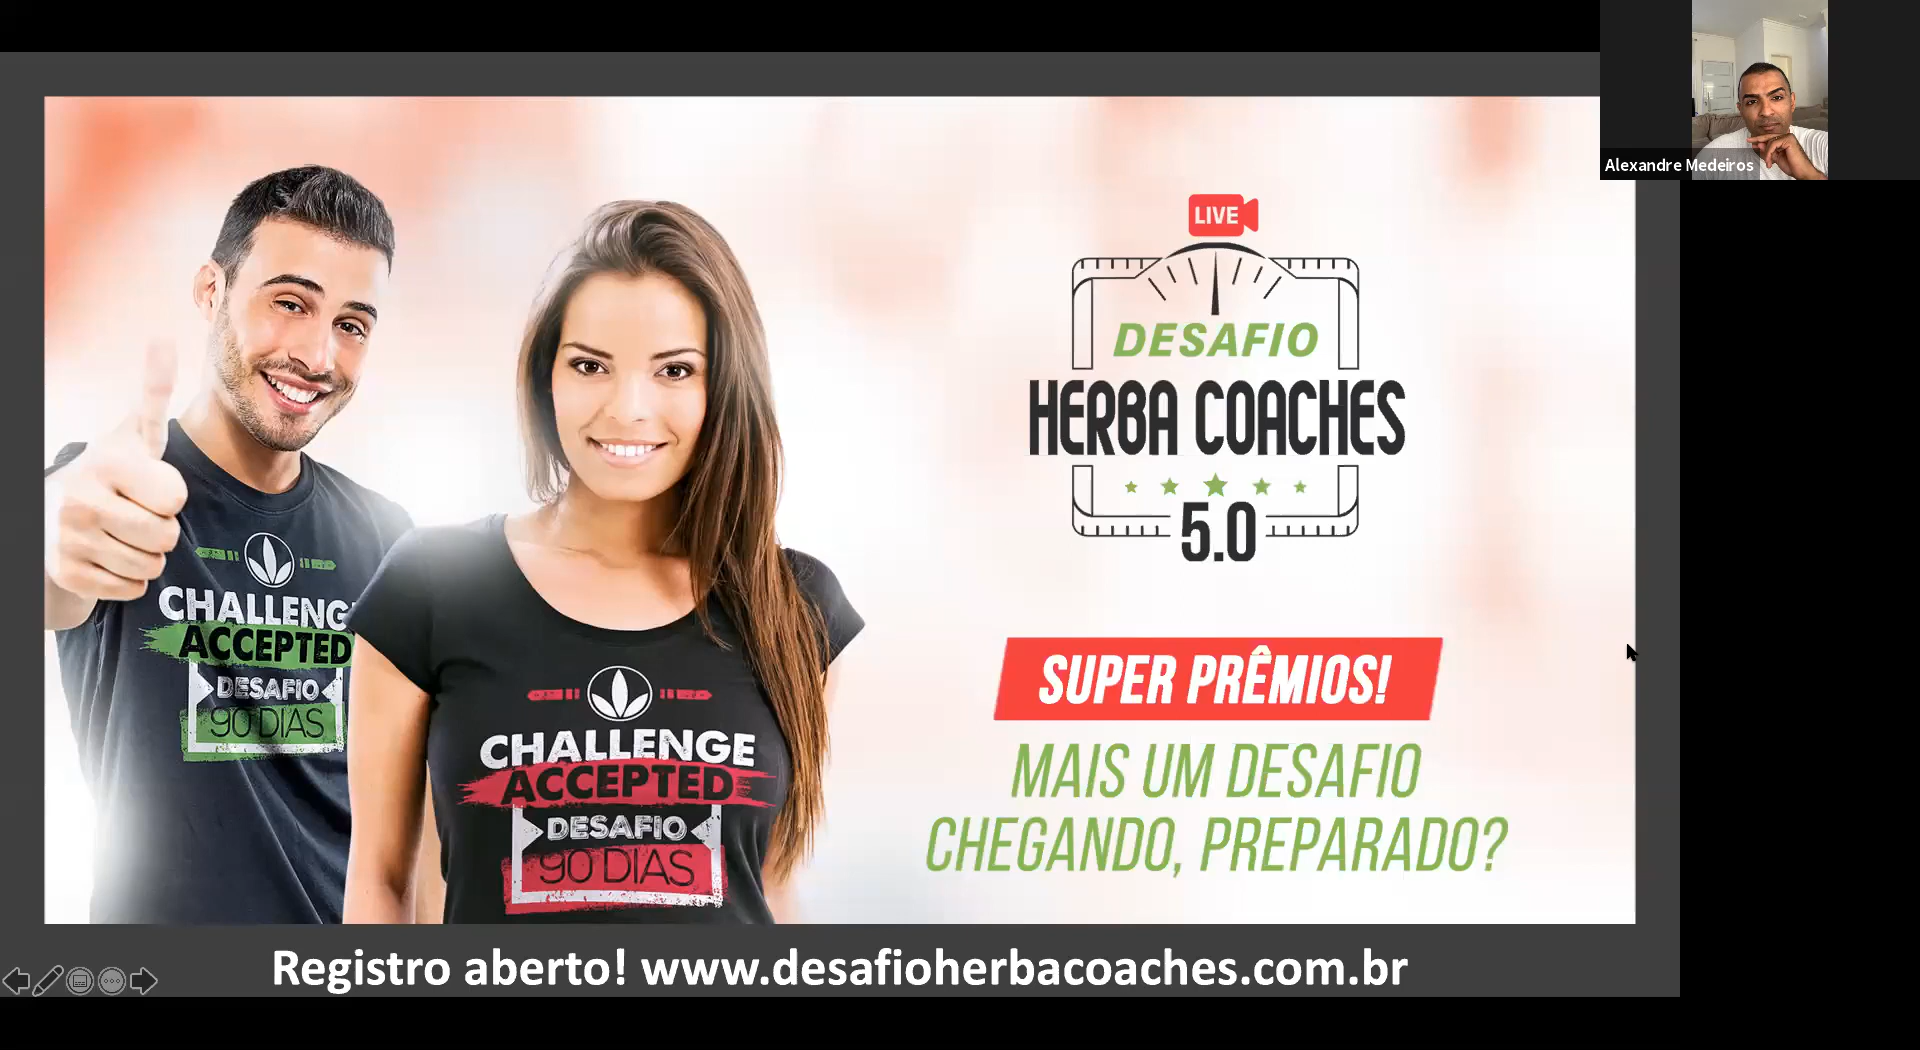 Alexandre Medeiros
LIVE
DESAFIO
HERBA COACHES
5.0
SUPER PRÊMIOS!
MAIS UM DESAFIO
CHEGANDO, PREPARADO?
CHALLENG
ACCEPTED
DESAFIO
90 DIAS
CHALLENGE
ACCEPTED
DESAFIO
90 DIAS
Registro aberto! www.desafioherbacoaches.com.br